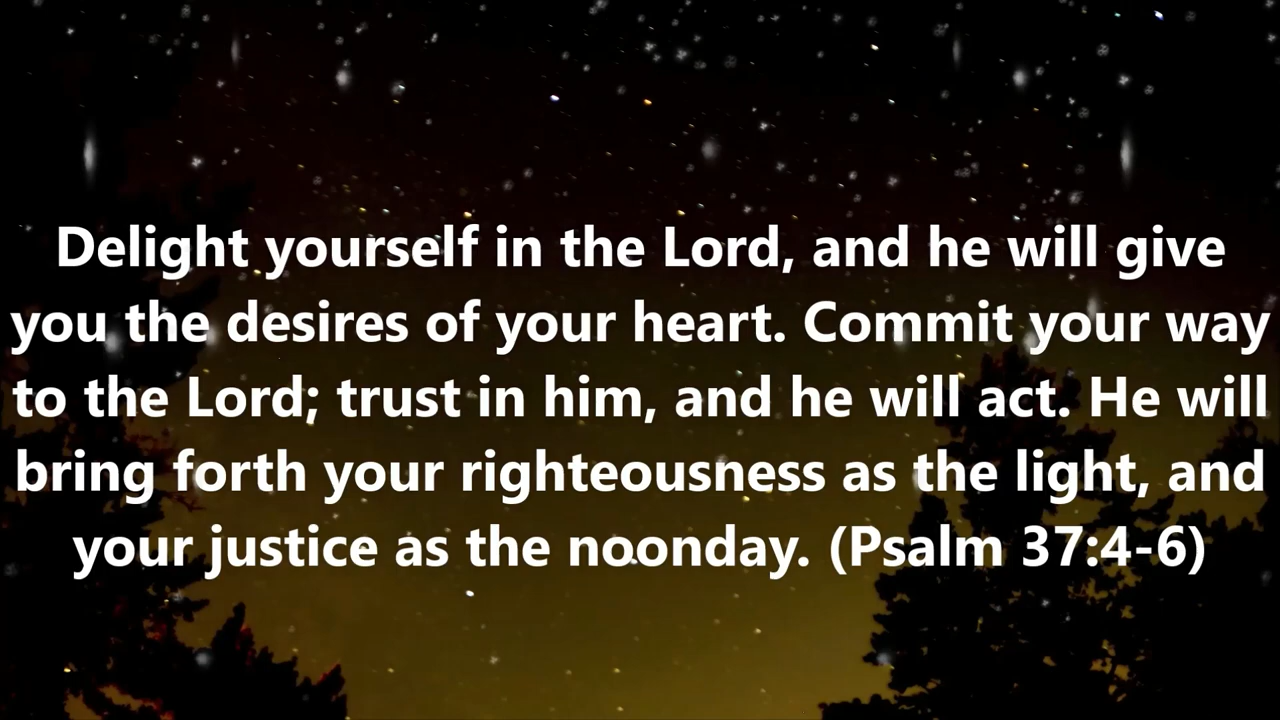 Delight yourself in the Lord, and he will give
you the desires of your heart. Commit your way
to the Lord; trust in him, and he will act. He will
bring forth your righteousness as the light, and
your justice as the noonday. (Psalm 37:4-6)